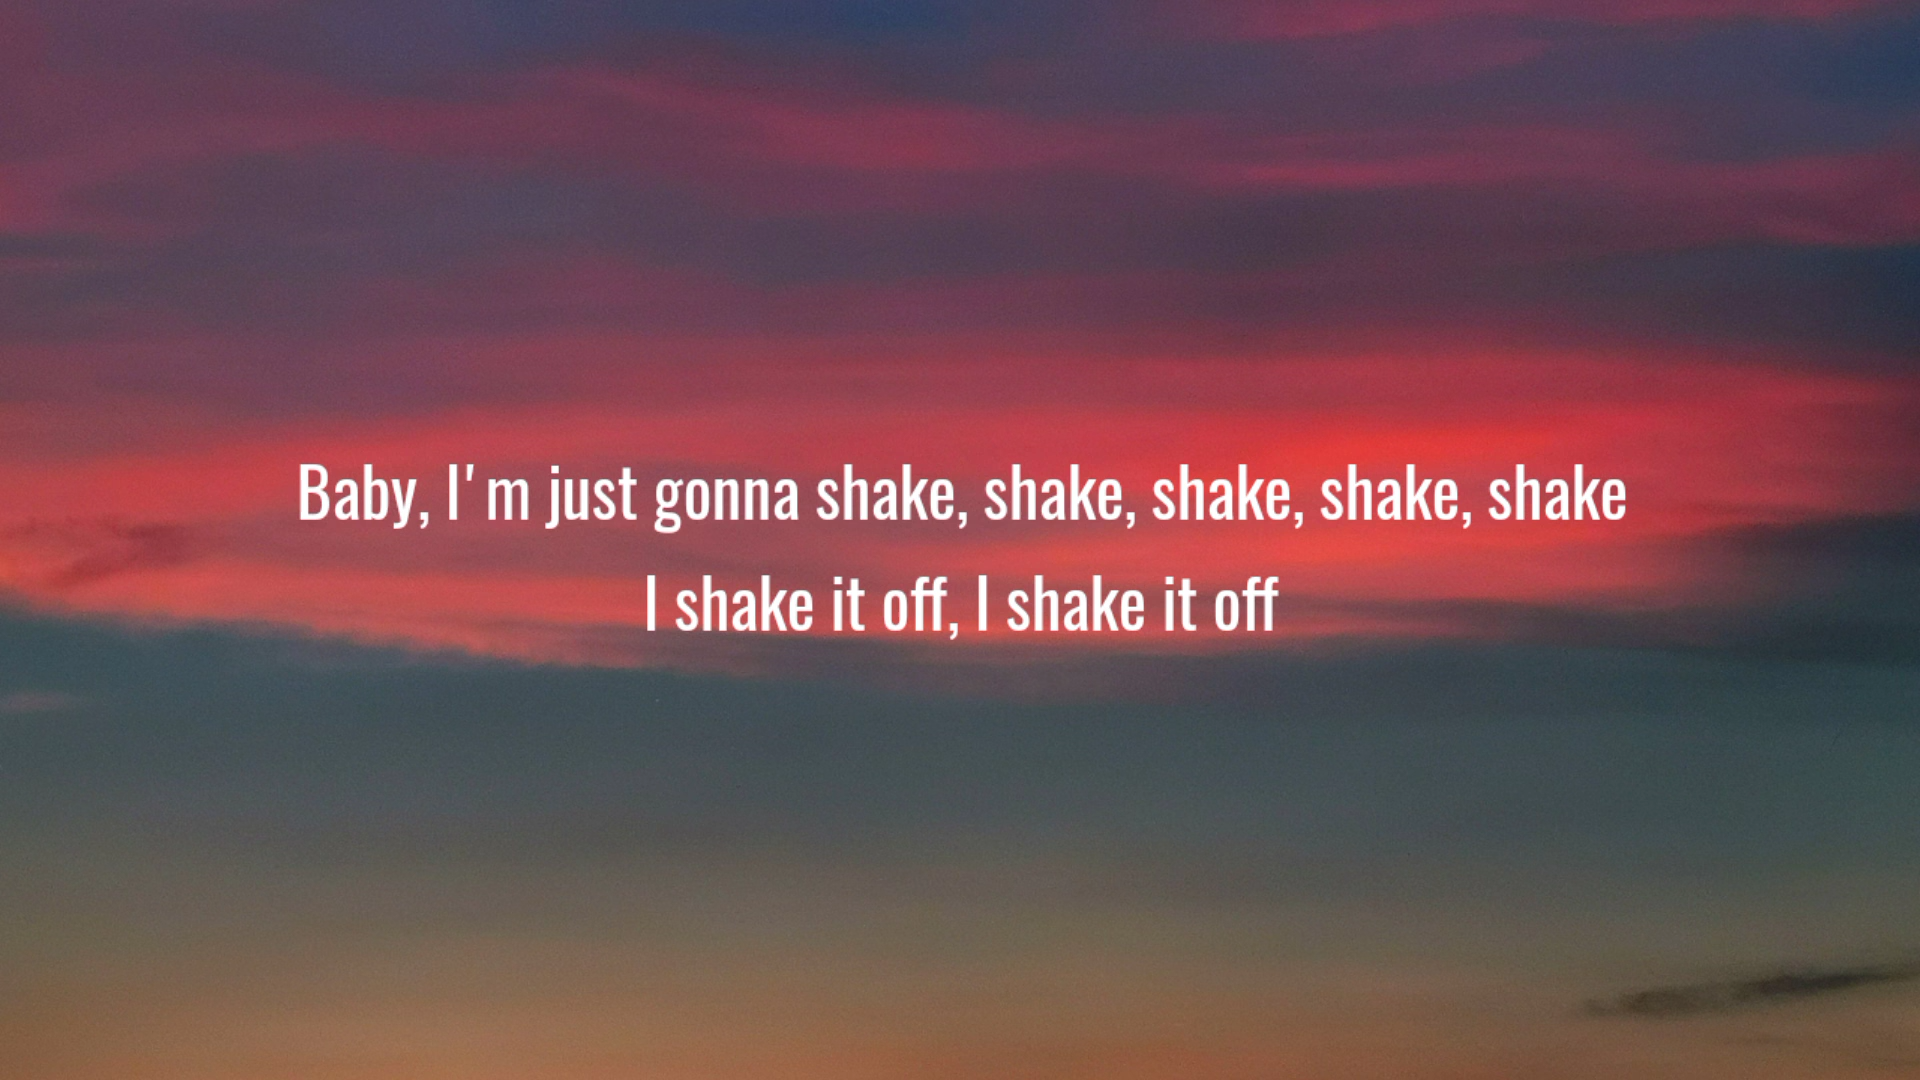 Baby, I'm just gonna shake, shake, shake, shake, shake
I shake it off, I shake it off